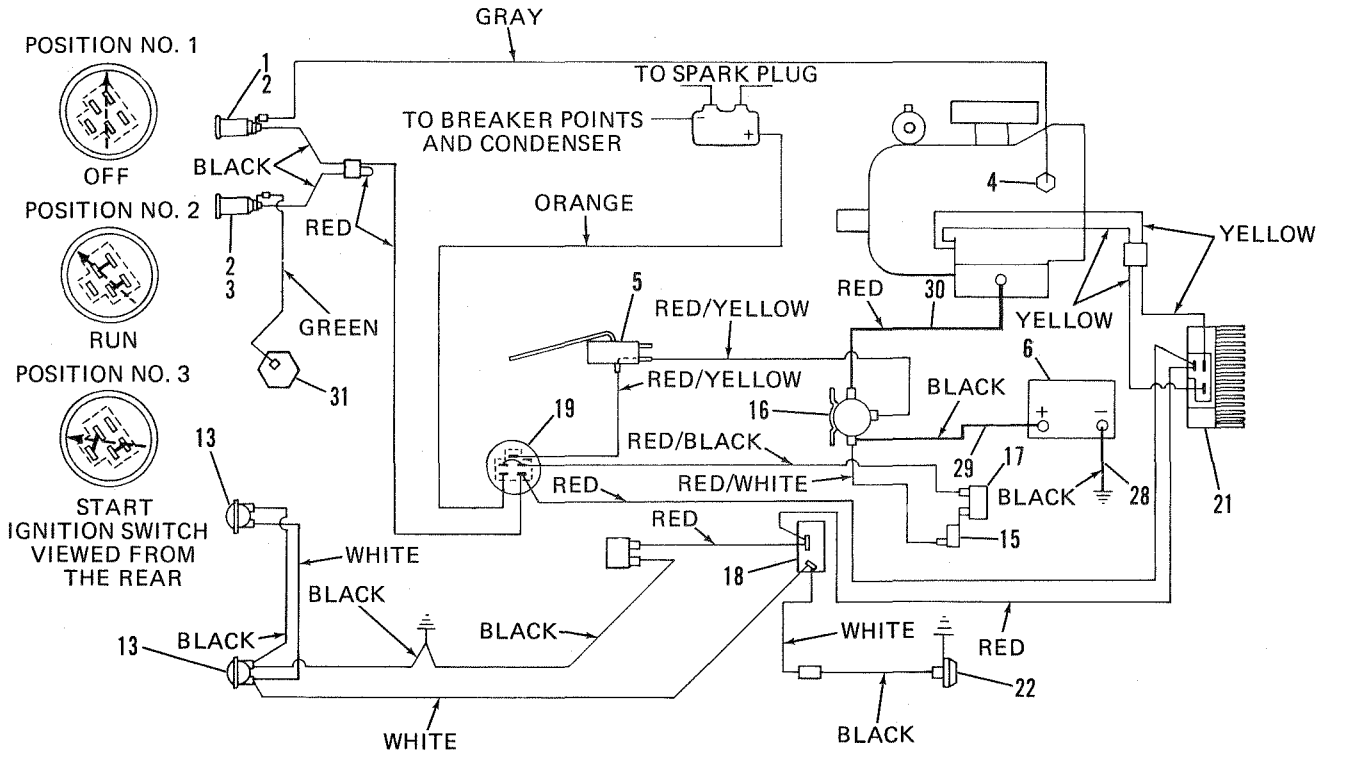 GRAY
POSITION NO. 1
OFF
1
2
TO SPARK PLUG
TO BREAKER POINTS
AND CONDENSER
-
+
BLACK
4
POSITION NO. 2
RUN
2
3
RED
ORANGE
YELLOW
GREEN
5
RED/YELLOW
RED
30
YELLOW
6
31
POSITION NO. 3
START
IGNITION SWITCH
VIEWED FROM
THE REAR
RED/YELLOW
16
BLACK
+
-
19
13
RED/BLACK
29
17
RED
RED/WHITE
BLACK
28
21
RED
15
WHITE
18
BLACK
BLACK
BLACK
WHITE
RED
13
22
WHITE
BLACK